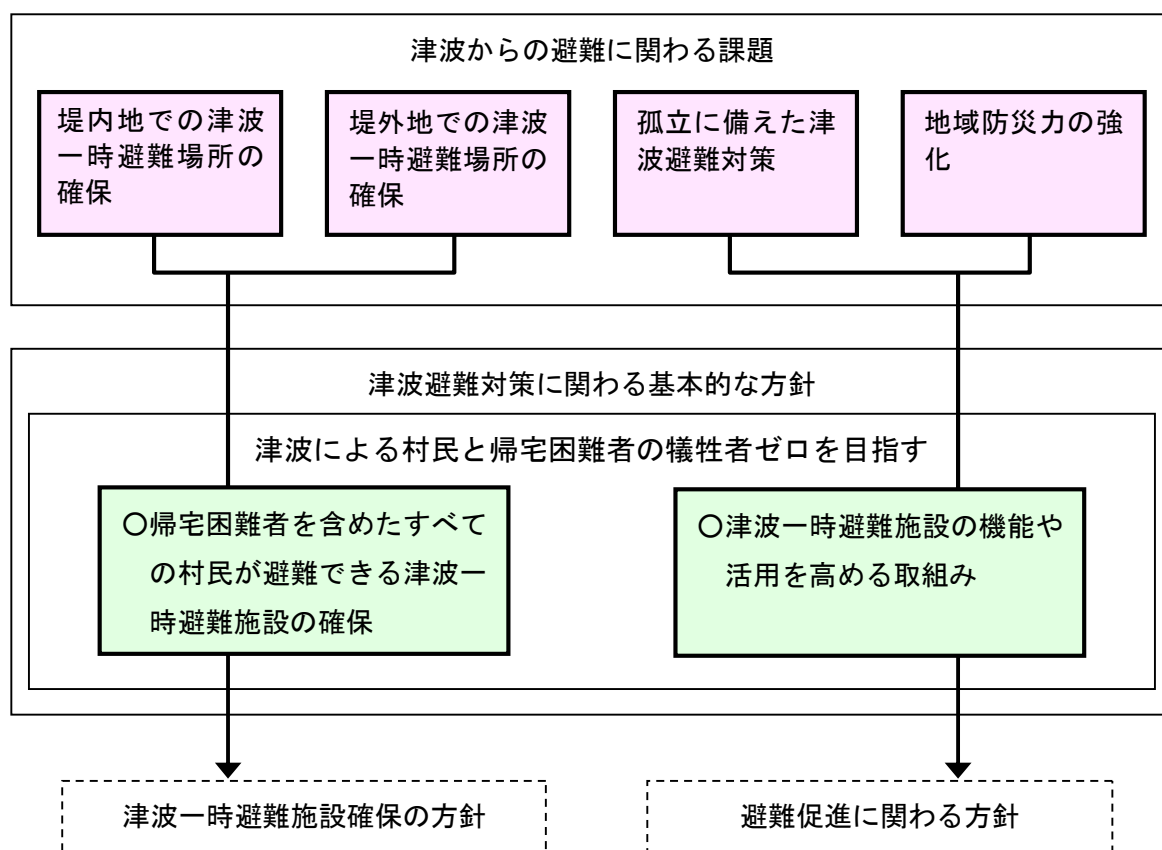 津波からの避難に関わる課題
堤内地での津波
一時避難場所の
確保
堤外地での津波
一時避難場所の
確保
孤立に備えた津
波避難対策
地域防災力の強
化
津波避難対策に関わる基本的な方針
津波による村民と帰宅困難者の犠牲者ゼロを目指す
〇帰宅困難者を含めたすべて
の村民が避難できる津波一
時避難施設の確保
〇津波一時避難施設の機能や
活用を高める取組み
津波一時避難施設確保の方針
避難促進に関わる方針